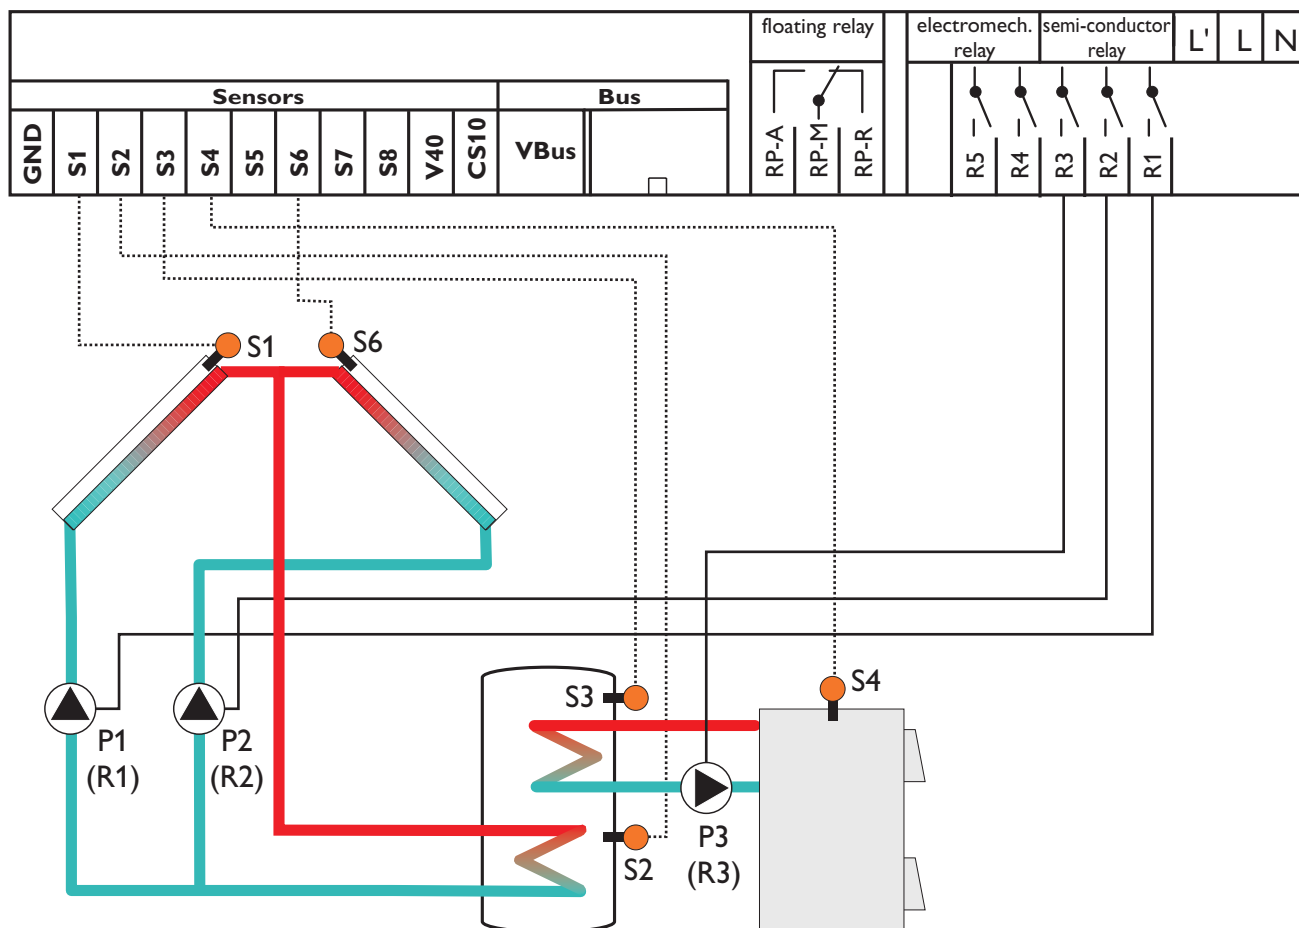 floating relay
electromech.
relay
semi-conductor
relay
L'
L
N
Sensors
Bus
GND
S1
S2
S3
S4
S5
S6
S7
S8
V40
CS10
VBus
RP-A
RP-M
RP-R
R5
R4
R3
R2
R1
S1
S6
S3
S4
P1
(R1)
P2
(R2)
S2
P3
(R3)